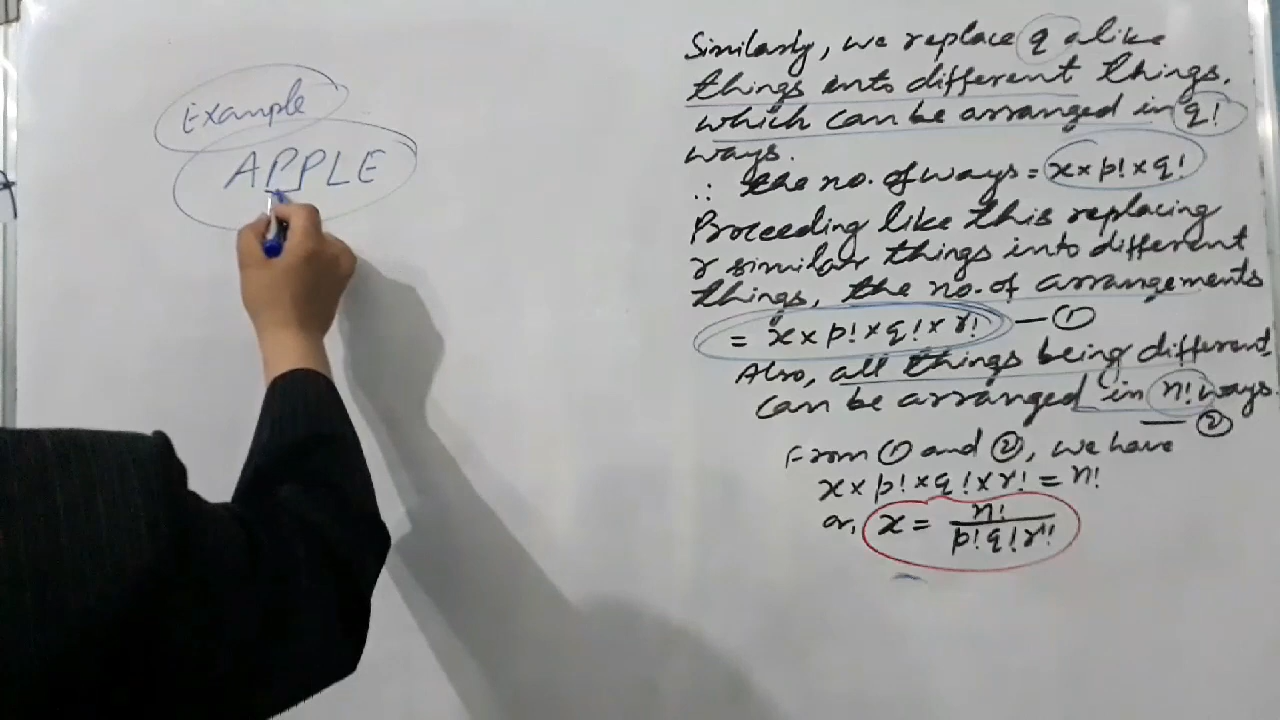 Example
APPLE
Similarly, we replace q alike
things into different things,
which can be arranged in q!
ways.
∴ the no. of ways = x × p! × q!
Proceeding like this replacing
r similar things into different
things, the no. of arrangements
= x × p! × q! × r! — ①
Also, all things being different
can be arranged in n! ways.
— ②
From ① and ②, we have
x × p! × q! × r! = n!
or, x = n! / p! q! r!